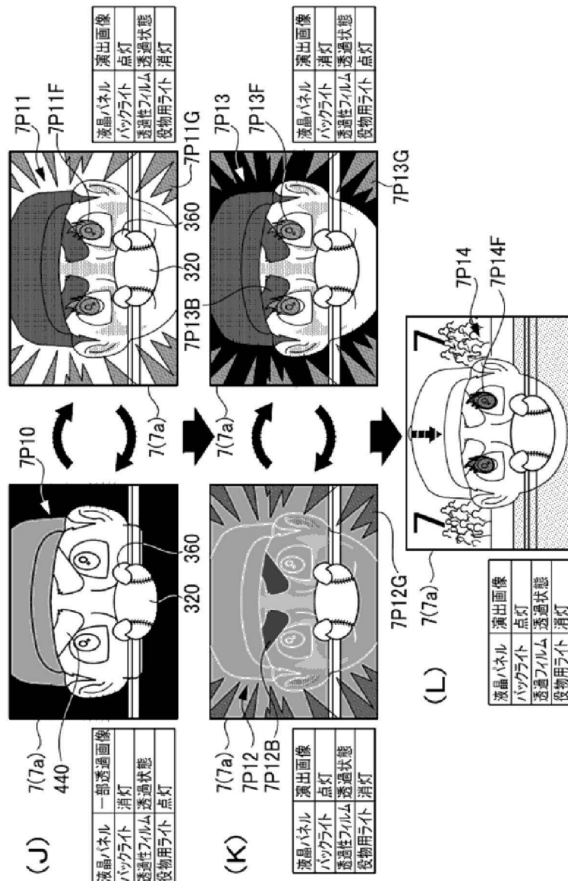 (J)
7(7a)
440
7P10
320
360
液晶パネル 一部透過画像
バックライト 消灯
透過性フィルム 透過状態
役物用ライト 点灯
7(7a)
7P13B
7P11
7P11F
7P11G
360
320
液晶パネル 演出画像
バックライト 点灯
透過性フィルム 透過状態
役物用ライト 消灯
(K)
7(7a)
7P12
7P12B
7P12G
液晶パネル 演出画像
バックライト 点灯
透過性フィルム 透過状態
役物用ライト 消灯
7(7a)
7P13
7P13F
7P13G
液晶パネル 演出画像
バックライト 点灯
透過性フィルム 透過状態
役物用ライト 点灯
(L)
7(7a)
7
7
7P14
7P14F
液晶パネル 演出画像
バックライト 点灯
透過フィルム 透過状態
役物用ライト 消灯